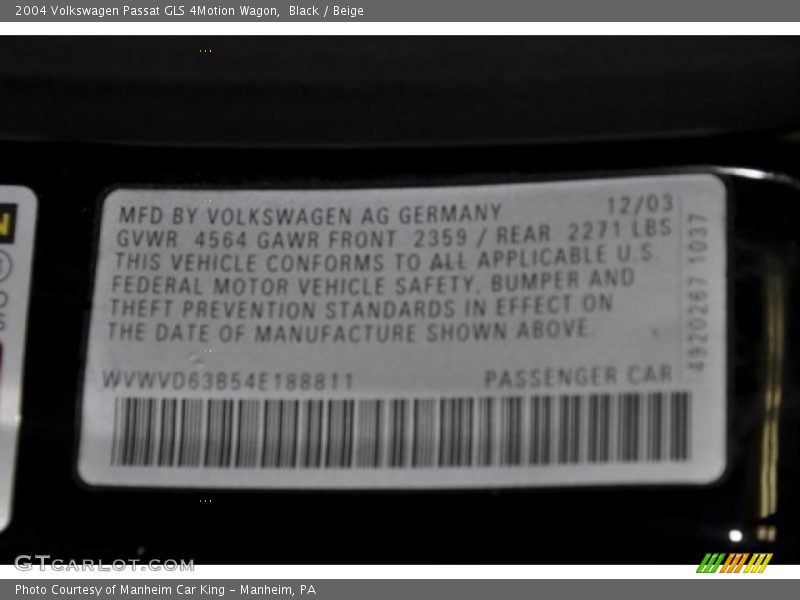 2004 Volkswagen Passat GLS 4Motion Wagon, Black / Beige
MFD BY VOLKSWAGEN AG GERMANY 12/03
GVWR 4564 GAWR FRONT 2359 / REAR 2271 LBS
THIS VEHICLE CONFORMS TO ALL APPLICABLE U.S.
FEDERAL MOTOR VEHICLE SAFETY, BUMPER AND
THEFT PREVENTION STANDARDS IN EFFECT ON
THE DATE OF MANUFACTURE SHOWN ABOVE.
WVWVD63B54E188811 PASSENGER CAR
4920267 1037
GTCARLOT.COM
Photo Courtesy of Manheim Car King - Manheim, PA